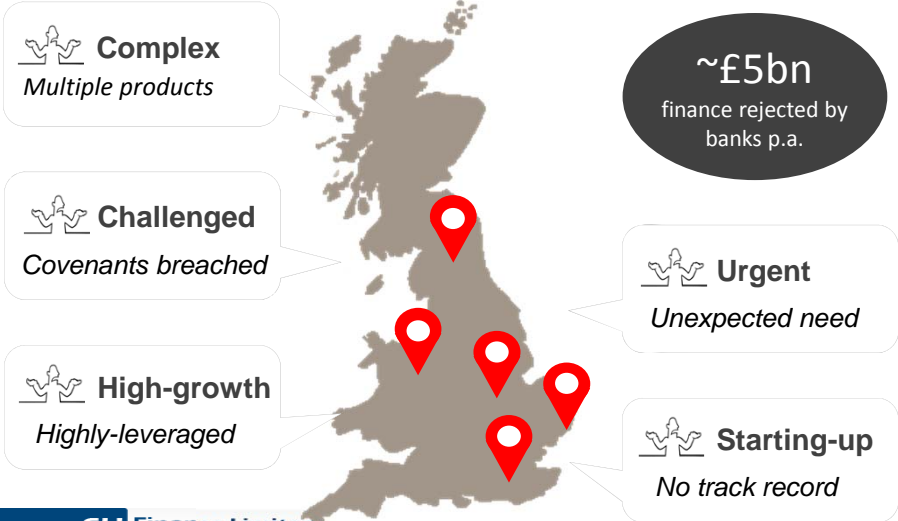 Complex
Multiple products
~£5bn
finance rejected by
banks p.a.
Challenged
Covenants breached
Urgent
Unexpected need
High-growth
Highly-leveraged
Starting-up
No track record